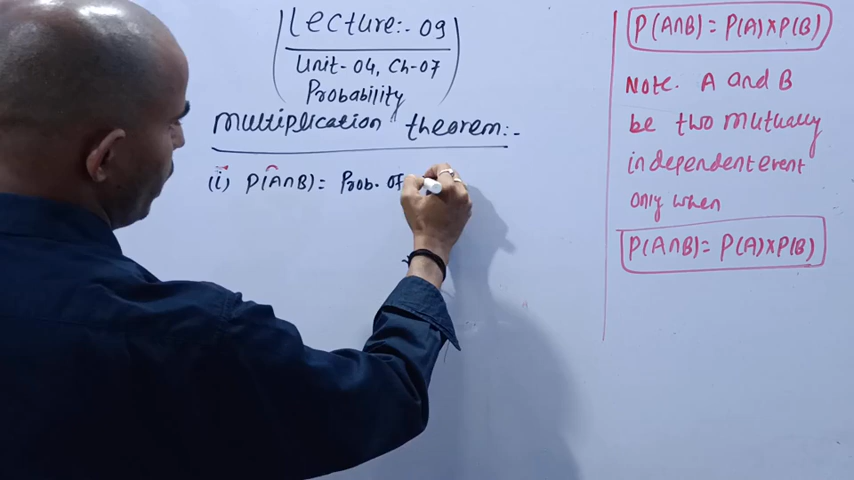 Lecture:- 09
Unit-04, Ch-07
Probability
Multiplication theorem:-
(i) P(A∩B) = Prob. of
P(A∩B) = P(A)×P(B)
Note. A and B
be two mutually
independent event
only when
P(A∩B) = P(A)×P(B)